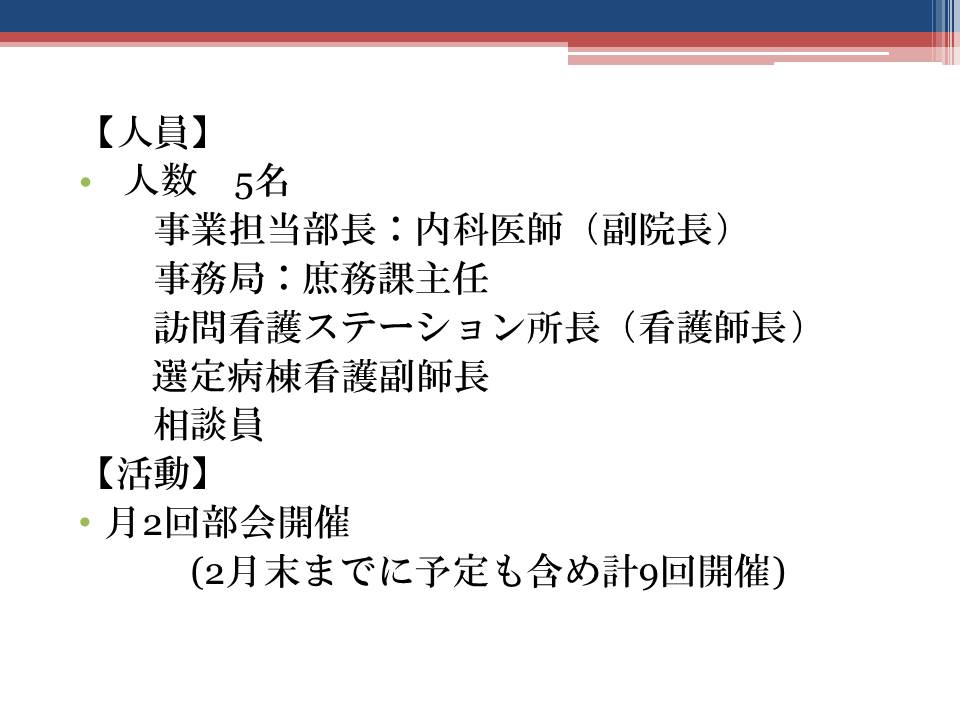 【人員】
• 人数　5名
事業担当部長：内科医師（副院長）
事務局：庶務課主任
訪問看護ステーション所長（看護師長）
選定病棟看護副師長
相談員
【活動】
• 月2回部会開催
(2月末までに予定も含め計9回開催)